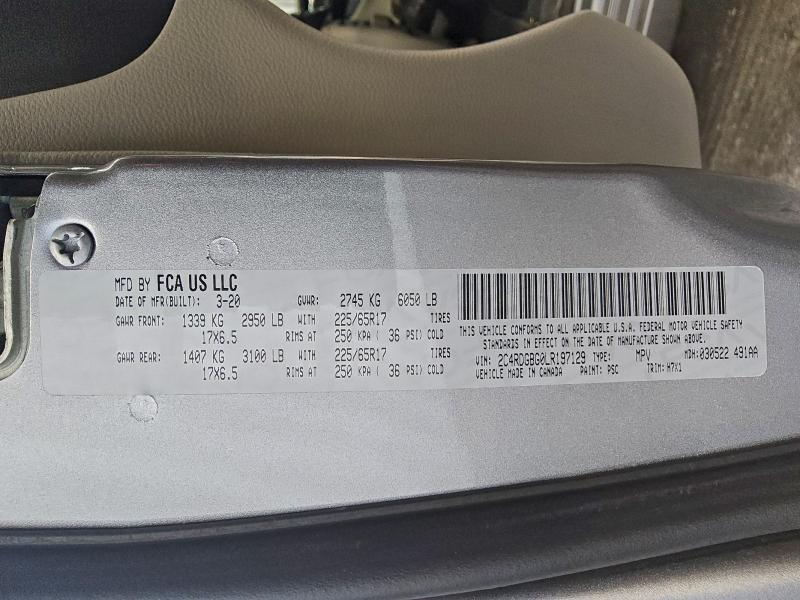 MFD BY FCA US LLC
DATE OF MFR(BUILT): 3-20 GVWR: 2745 KG 6050 LB
GAWR FRONT: 1339 KG 2950 LB WITH 225/65R17 TIRES
17X6.5 RIMS AT 250 KPA ( 36 PSI) COLD
GAWR REAR: 1407 KG 3100 LB WITH 225/65R17 TIRES
17X6.5 RIMS AT 250 KPA ( 36 PSI) COLD
THIS VEHICLE CONFORMS TO ALL APPLICABLE U.S.A. FEDERAL MOTOR VEHICLE SAFETY
STANDARDS IN EFFECT ON THE DATE OF MANUFACTURE SHOWN ABOVE.
VIN: 2C4RDGBG0LR197129 TYPE: MPV MDH: 030522 491AA
VEHICLE MADE IN CANADA PAINT: PSC TRIM: H7X1